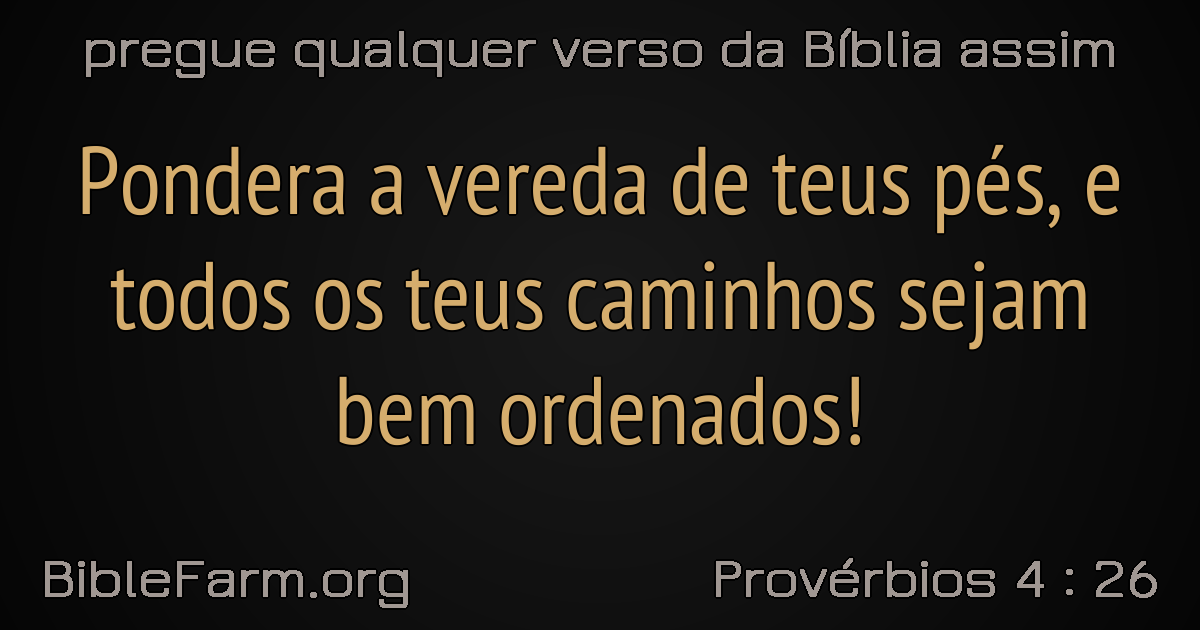 pregue qualquer verso da Bíblia assim
Pondera a vereda de teus pés, e
todos os teus caminhos sejam
bem ordenados!
BibleFarm.org
Provérbios 4 : 26